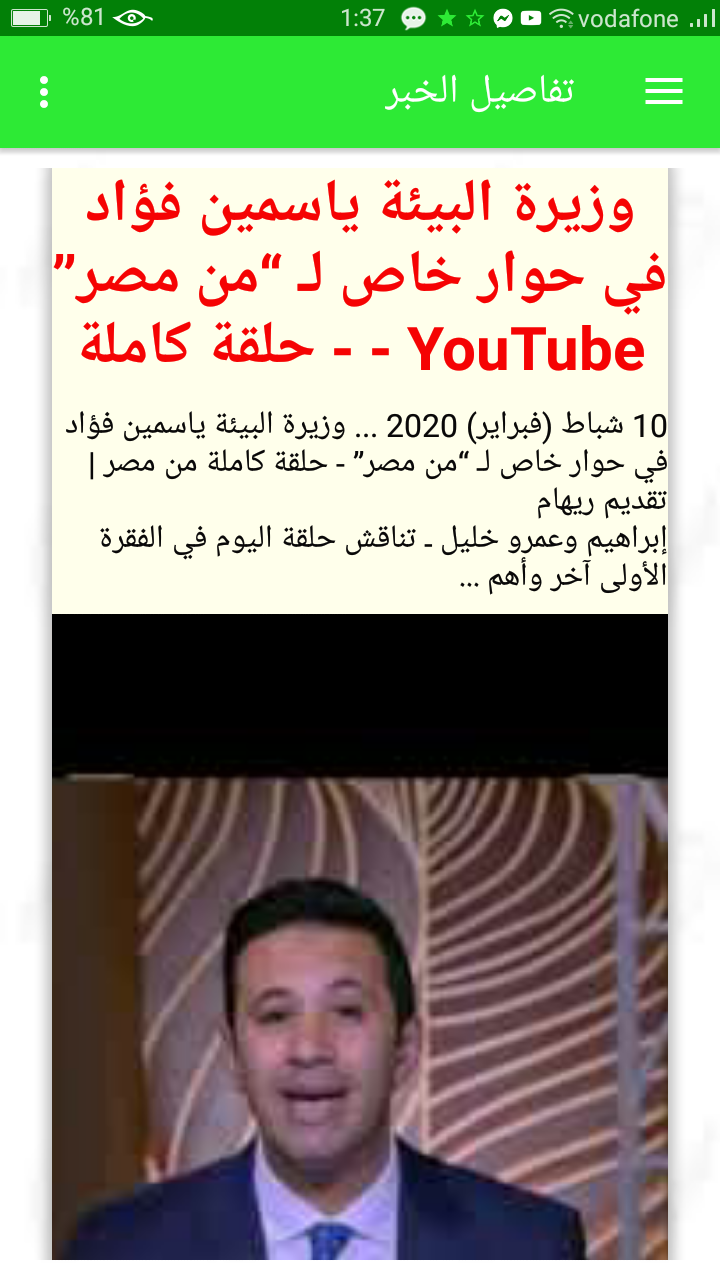 %81 1:37 vodafone
تفاصيل الخبر
وزيرة البيئة ياسمين فؤاد
في حوار خاص لـ “من مصر”
YouTube - - حلقة كاملة
10 شباط (فبراير) 2020 ... وزيرة البيئة ياسمين فؤاد
في حوار خاص لـ “من مصر” - حلقة كاملة من مصر |
تقديم ريهام
إبراهيم وعمرو خليل ـ تناقش حلقة اليوم في الفقرة
الأولى آخر وأهم ...